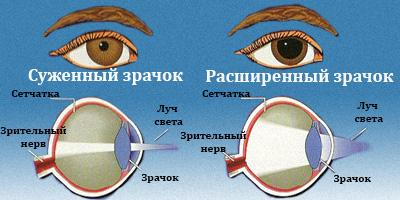 Суженный зрачок
Сетчатка
Луч
света
Зрительный
нерв
Зрачок
Расширенный зрачок
Сетчатка
Луч
света
Зрительный
нерв
Зрачок